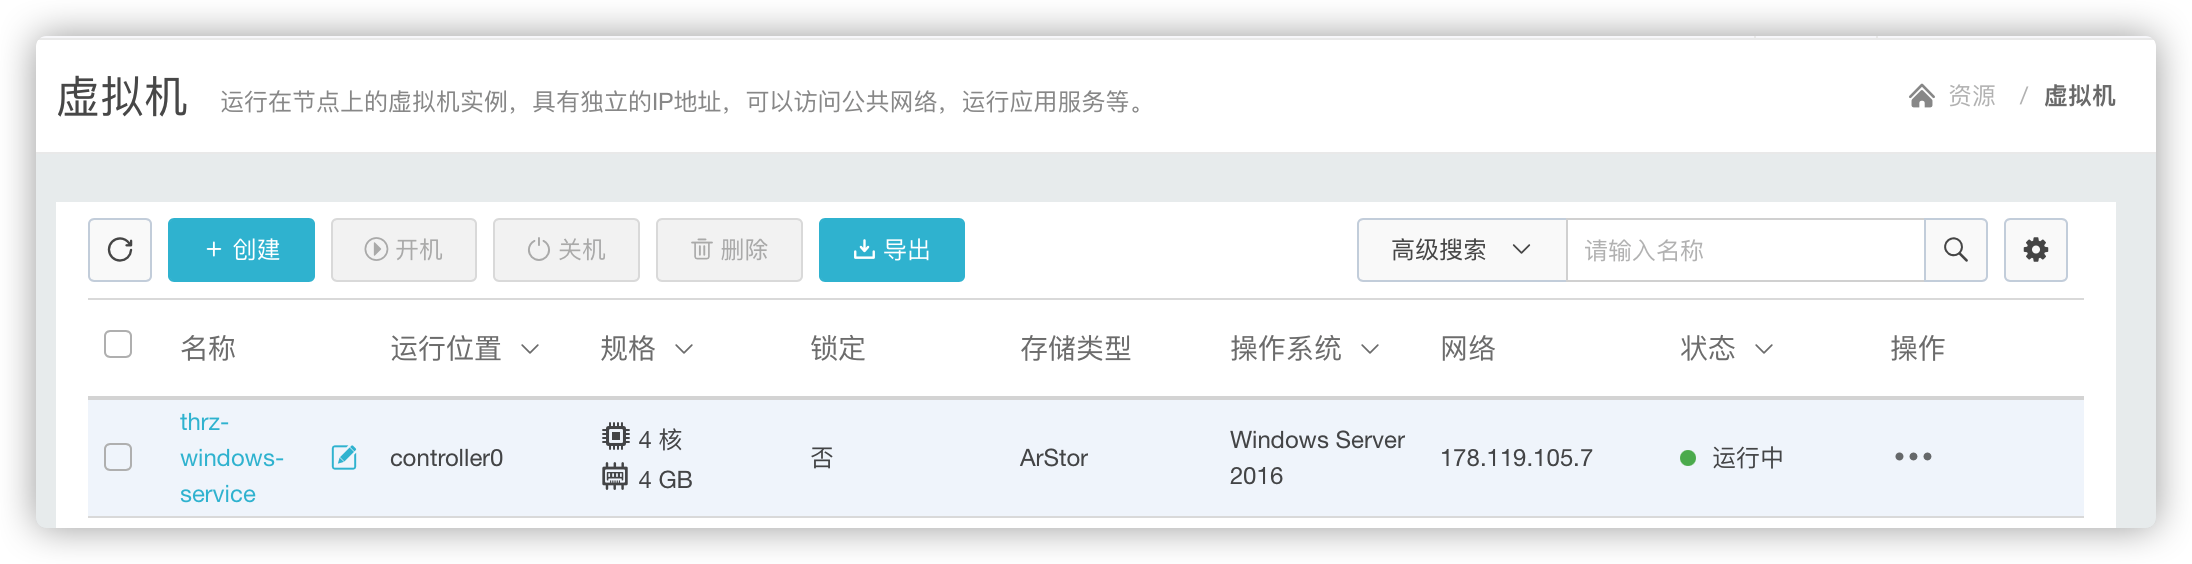 虚拟机
运行在节点上的虚拟机实例，具有独立的IP地址，可以访问公共网络，运行应用服务等。
资源 / 虚拟机
+ 创建 开机 关机 删除 导出
高级搜索 请输入名称
名称 运行位置 规格 锁定 存储类型 操作系统 网络 状态 操作
thrz-
windows-
service
controller0
4 核
4 GB
否
ArStor
Windows Server
2016
178.119.105.7
运行中